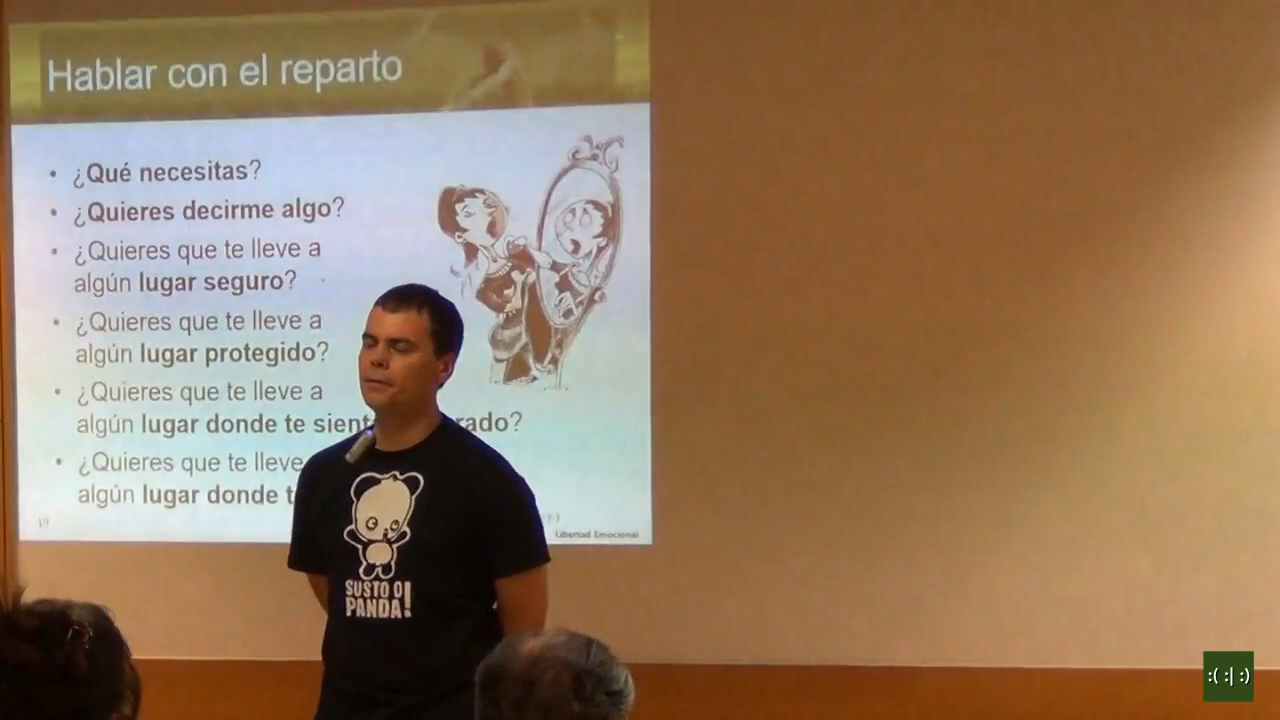 Hablar con el reparto
• ¿Qué necesitas?
• ¿Quieres decirme algo?
• ¿Quieres que te lleve a
algún lugar seguro?
• ¿Quieres que te lleve a
algún lugar protegido?
• ¿Quieres que te lleve a
algún lugar donde te
• ¿Quieres que te lleve
algún lugar donde
Libertad Emocional
SUSTO O
PANDA!
:( :| :)